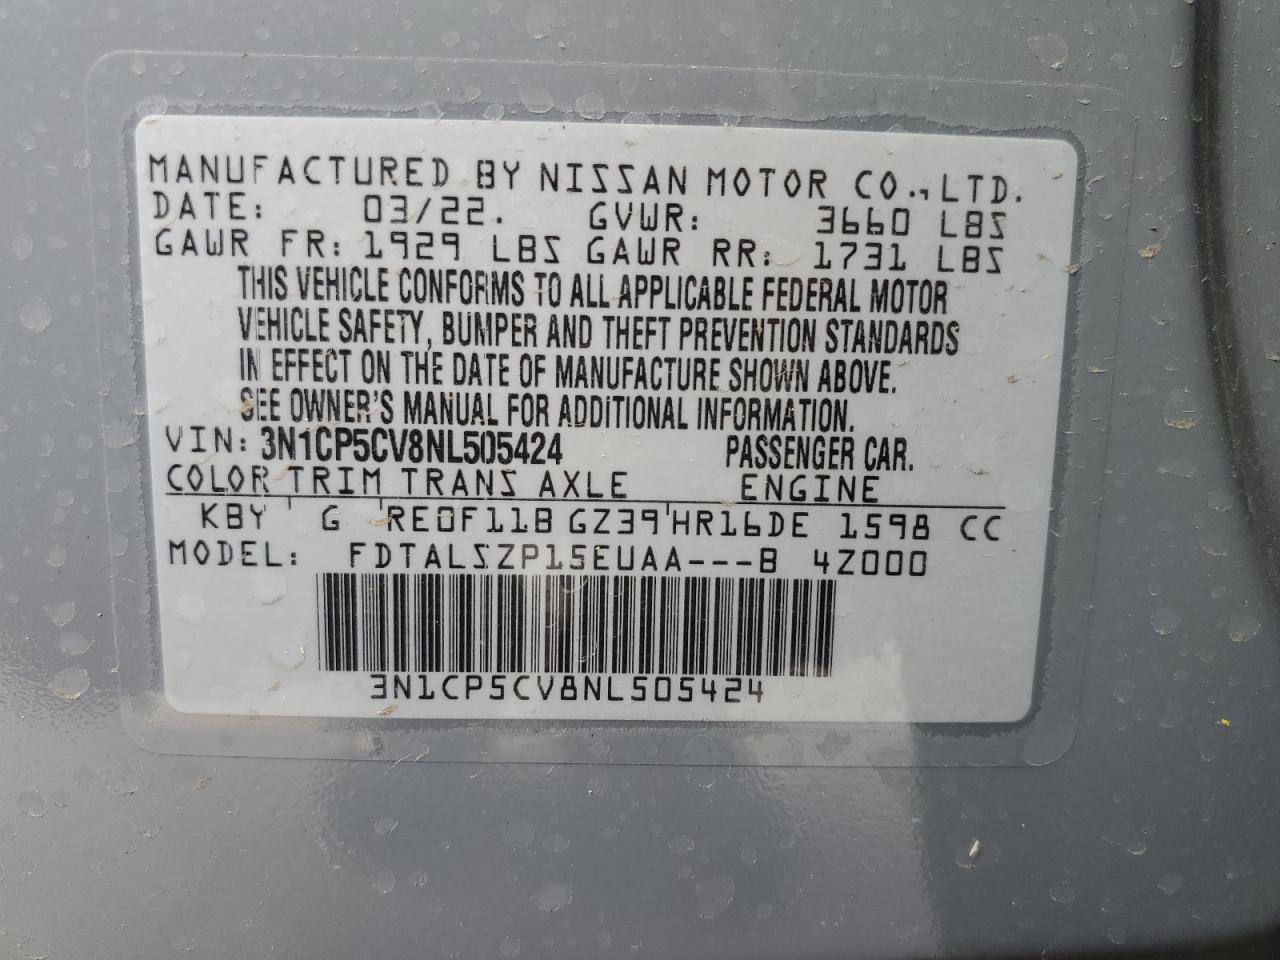 MANUFACTURED BY NISSAN MOTOR CO.,LTD.
DATE: 03/22. GVWR: 3660 LBS
GAWR FR: 1929 LBS GAWR RR: 1731 LBS
THIS VEHICLE CONFORMS TO ALL APPLICABLE FEDERAL MOTOR
VEHICLE SAFETY, BUMPER AND THEFT PREVENTION STANDARDS
IN EFFECT ON THE DATE OF MANUFACTURE SHOWN ABOVE.
SEE OWNER'S MANUAL FOR ADDITIONAL INFORMATION.
VIN: 3N1CP5CV8NL505424 PASSENGER CAR.
COLOR TRIM TRANS AXLE ENGINE
KBY G RE0F11B GZ39 HR16DE 1598 CC
MODEL: FDTALSZP15EUAA---B 4Z000
3N1CP5CV8NL505424